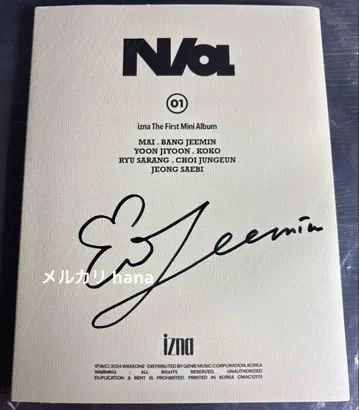 N/a
01
izna The First Mini Album
MAI . BANG JEEMIN
YOON JIYOON . KOKO
RYU SARANG . CHOI JUNGEUN
JEONG SAEBI
Jeemin
メルカリ hana
izna
2024 WAKEONE DISTRIBUTED BY GENIE MUSIC CORPORATION, KOREA
WARNING : ALL RIGHTS RESERVED. UNAUTHORIZED
DUPLICATION & RENT IS PROHIBITED. PRINTED IN KOREA